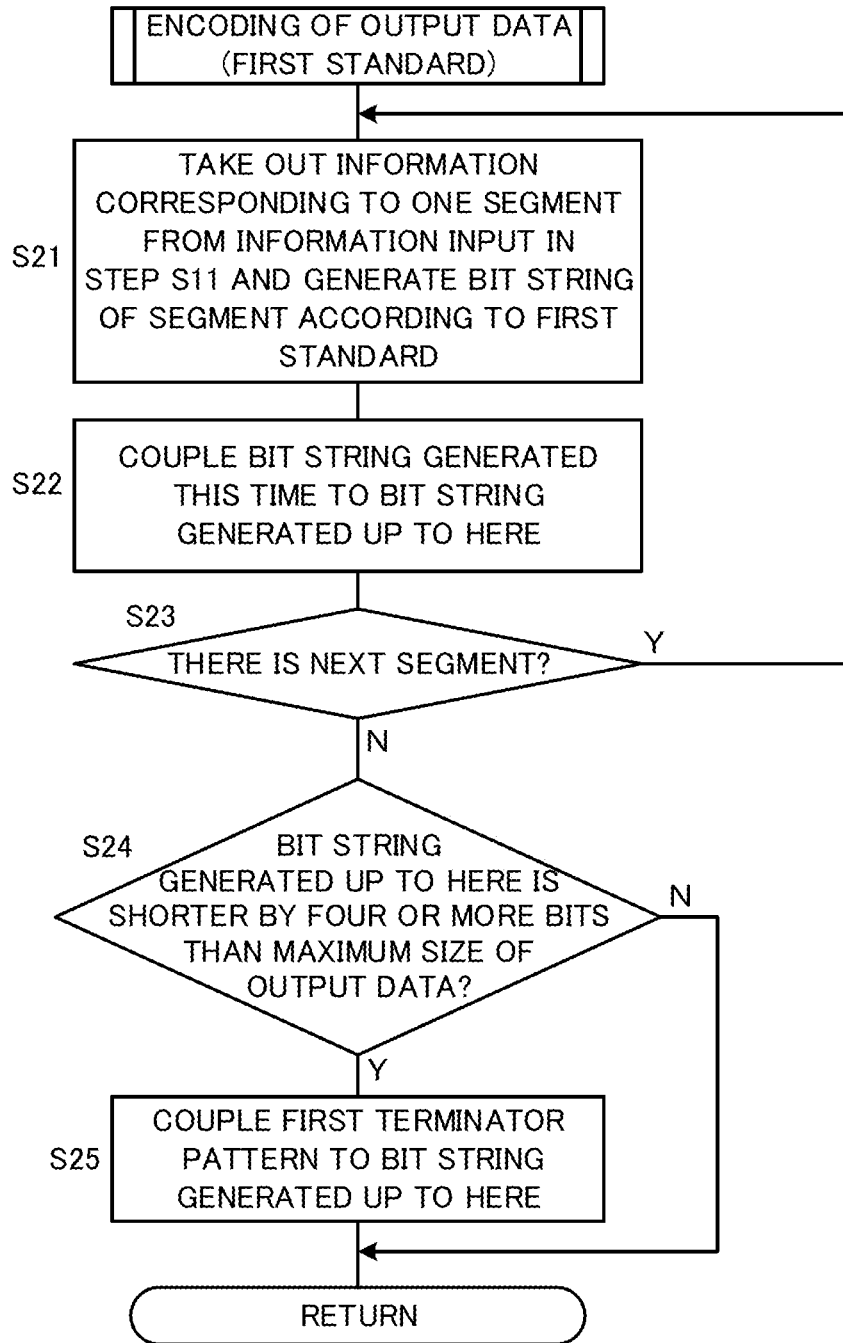 ENCODING OF OUTPUT DATA
(FIRST STANDARD)
S21
TAKE OUT INFORMATION
CORRESPONDING TO ONE SEGMENT
FROM INFORMATION INPUT IN
STEP S11 AND GENERATE BIT STRING
OF SEGMENT ACCORDING TO FIRST
STANDARD
S22
COUPLE BIT STRING GENERATED
THIS TIME TO BIT STRING
GENERATED UP TO HERE
S23
THERE IS NEXT SEGMENT?
Y
N
S24
BIT STRING
GENERATED UP TO HERE IS
SHORTER BY FOUR OR MORE BITS
THAN MAXIMUM SIZE OF
OUTPUT DATA?
N
Y
S25
COUPLE FIRST TERMINATOR
PATTERN TO BIT STRING
GENERATED UP TO HERE
RETURN